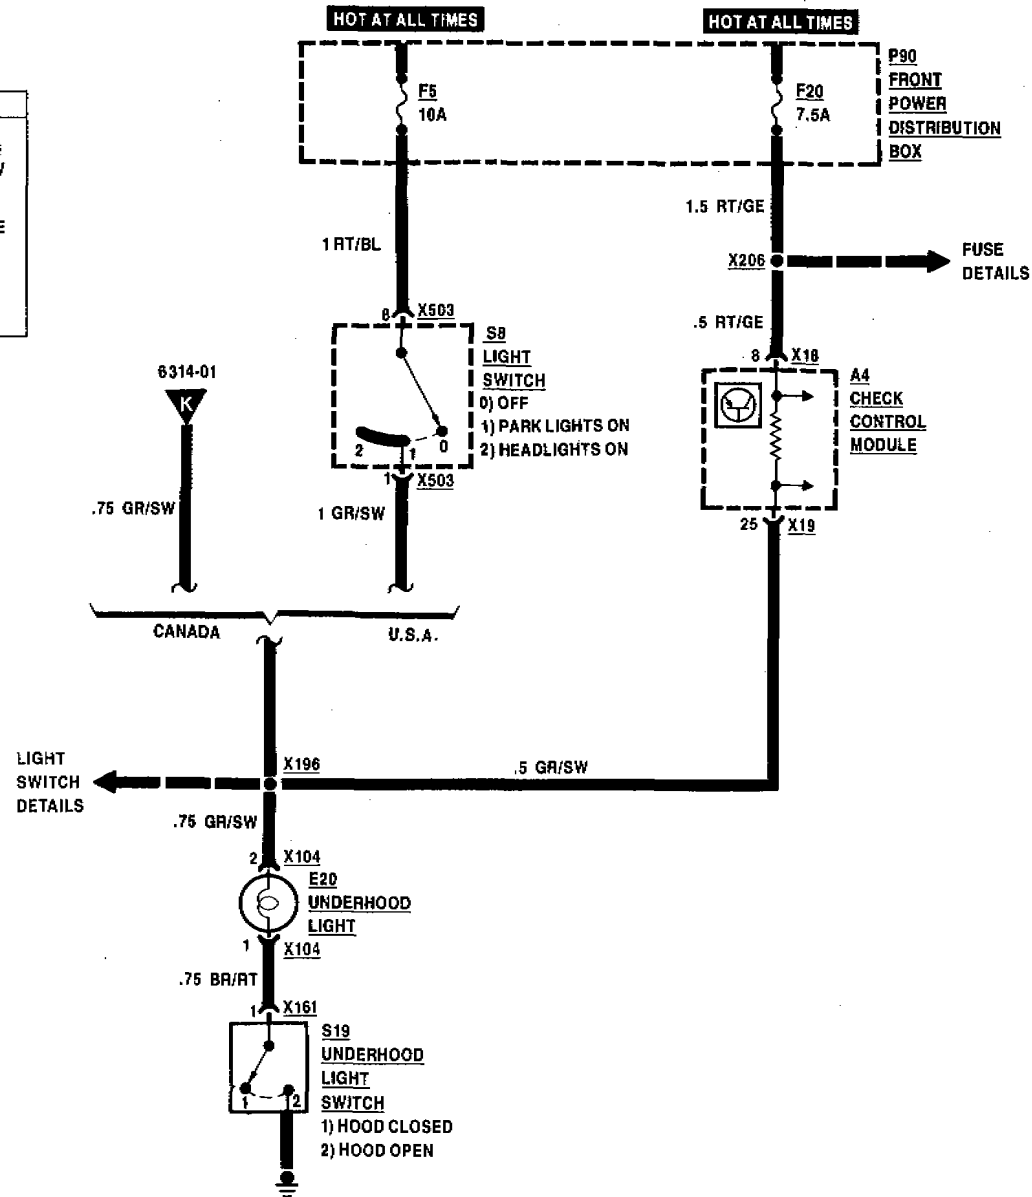 HOT AT ALL TIMES
HOT AT ALL TIMES
F5
10A
F20
7.5A
P90
FRONT
POWER
DISTRIBUTION
BOX
1.5 RT/GE
1 RT/BL
X206
FUSE
DETAILS
8 X503
.5 RT/GE
S8
LIGHT
SWITCH
0) OFF
1) PARK LIGHTS ON
2) HEADLIGHTS ON
8 X18
A4
CHECK
CONTROL
MODULE
6314-01
K
2 1 0
1 X503
.75 GR/SW
1 GR/SW
25 X19
CANADA
U.S.A.
LIGHT
SWITCH
DETAILS
X196
.5 GR/SW
.75 GR/SW
2 X104
E20
UNDERHOOD
LIGHT
1 X104
.75 BR/RT
1 X161
S19
UNDERHOOD
LIGHT
SWITCH
1) HOOD CLOSED
2) HOOD OPEN
1 2